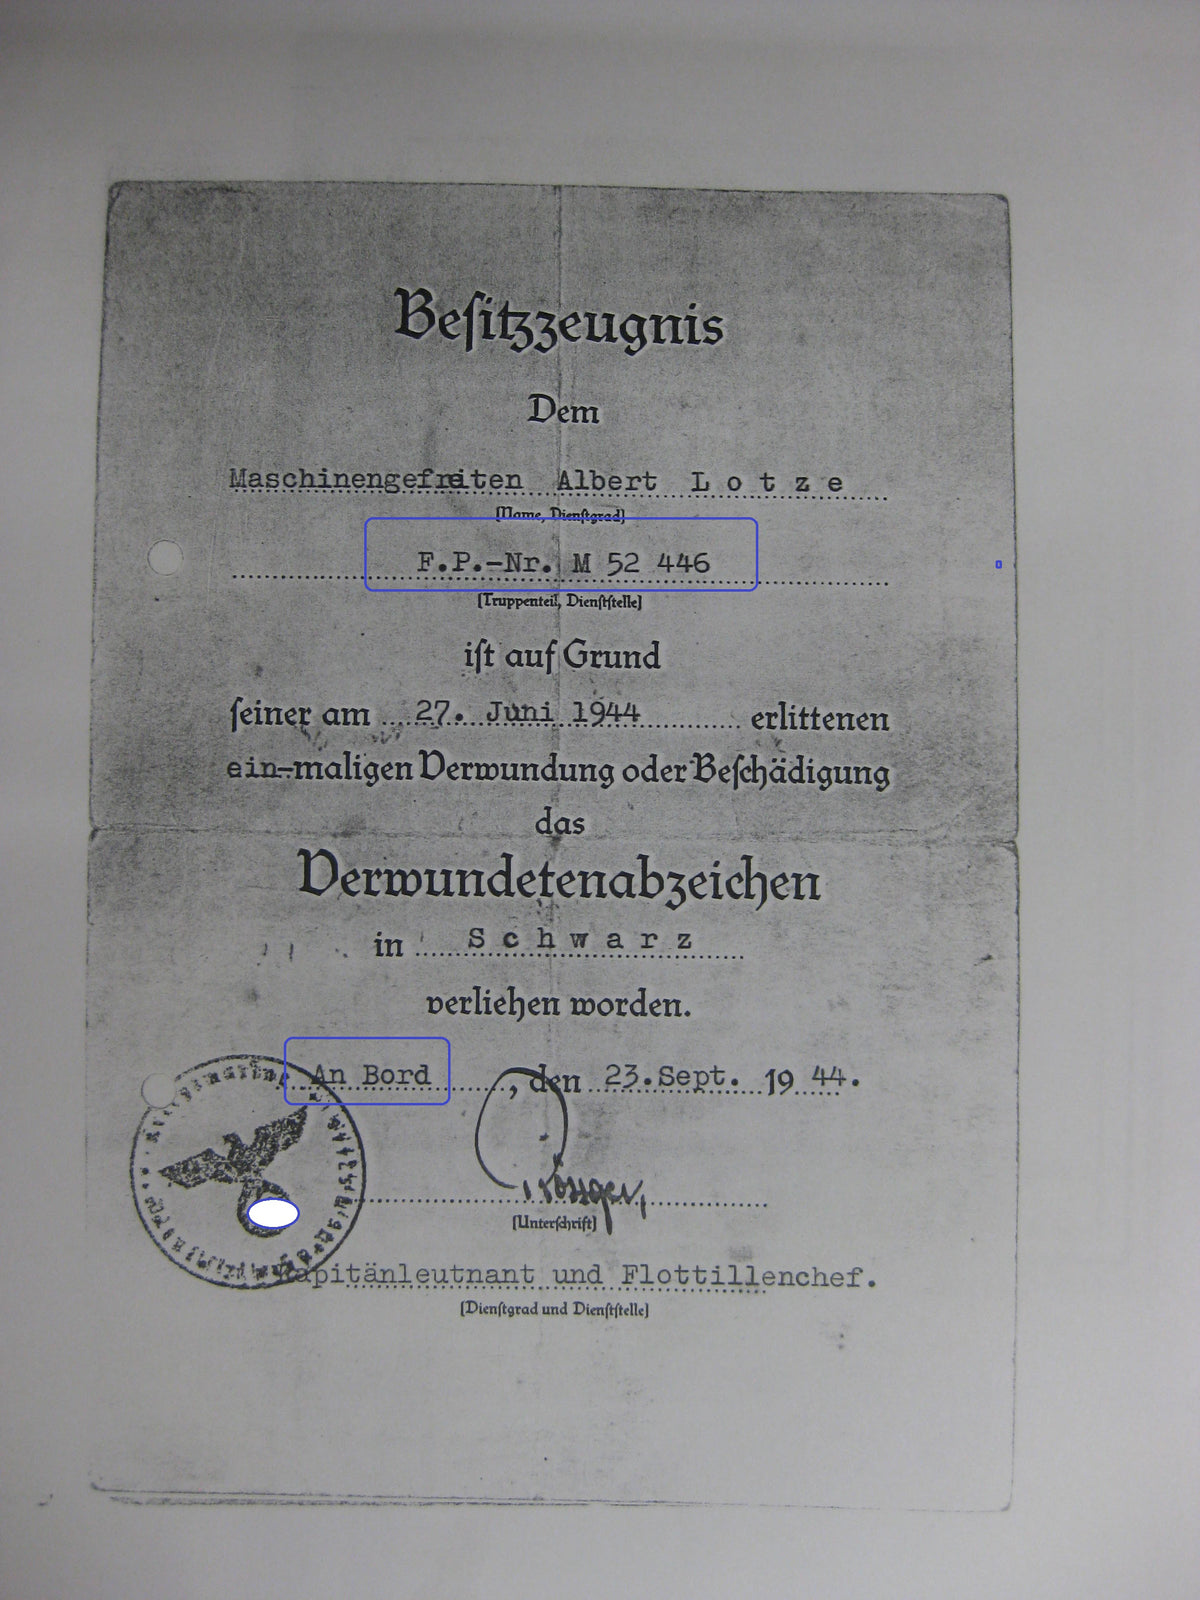 Besitzzeugnis
Dem
Maschinengefreiten Albert Lotze
(Name, Dienstgrad)
F.P.-Nr. M 52 446
(Truppenteil, Dienststelle)
ist auf Grund
seiner am 27. Juni 1944 erlittenen
ein-maligen Verwundung oder Beschädigung
das
Verwundetenabzeichen
in Schwarz
verliehen worden.
An Bord, den 23.Sept. 19 44.
(Unterschrift)
Kapitänleutnant und Flottillenchef.
(Dienstgrad und Dienststelle)